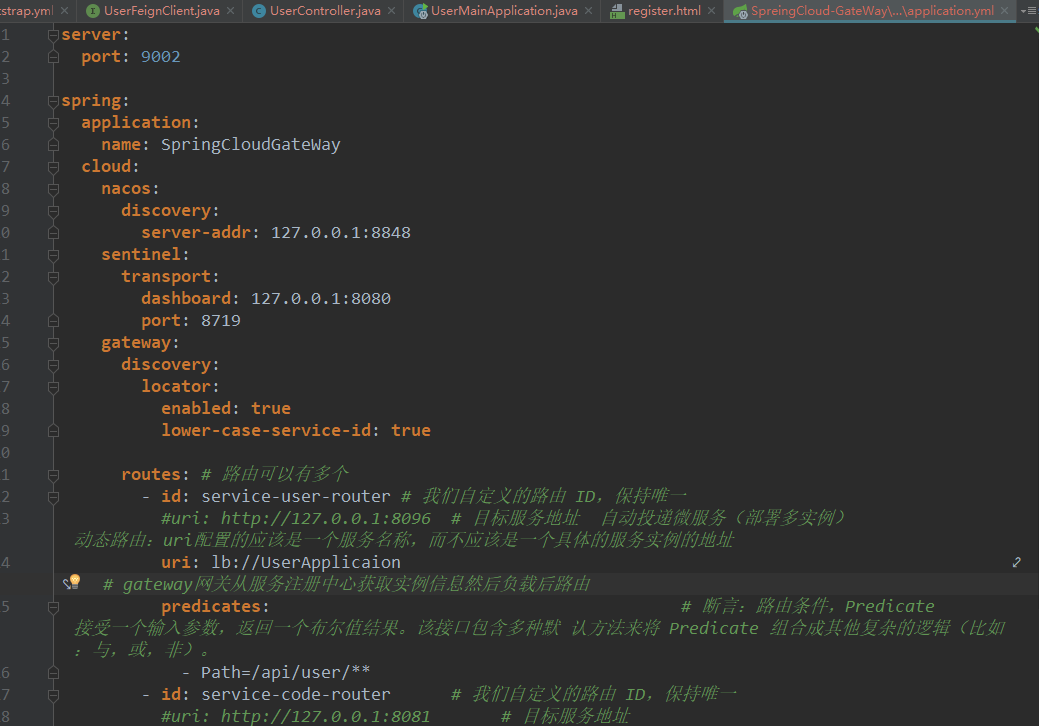 tstrap.yml UserFeignClient.java UserController.java UserMainApplication.java register.html SpreingCloud-GateWay\...\application.yml
1 server:
2 port: 9002
3
4 spring:
5 application:
6 name: SpringCloudGateWay
7 cloud:
8 nacos:
9 discovery:
0 server-addr: 127.0.0.1:8848
1 sentinel:
2 transport:
3 dashboard: 127.0.0.1:8080
4 port: 8719
5 gateway:
6 discovery:
7 locator:
8 enabled: true
9 lower-case-service-id: true
0
1 routes: # 路由可以有多个
2 - id: service-user-router # 我们自定义的路由 ID，保持唯一
3 #uri: http://127.0.0.1:8096 # 目标服务地址 自动投递微服务（部署多实例）
动态路由：uri配置的应该是一个服务名称，而不应该是一个具体的服务实例的地址
4 uri: lb://UserApplicaion
# gateway网关从服务注册中心获取实例信息然后负载后路由
5 predicates: # 断言：路由条件，Predicate
接受一个输入参数，返回一个布尔值结果。该接口包含多种默 认方法来将 Predicate 组合成其他复杂的逻辑（比如
：与，或，非）。
6 - Path=/api/user/**
7 - id: service-code-router # 我们自定义的路由 ID，保持唯一
8 #uri: http://127.0.0.1:8081 # 目标服务地址